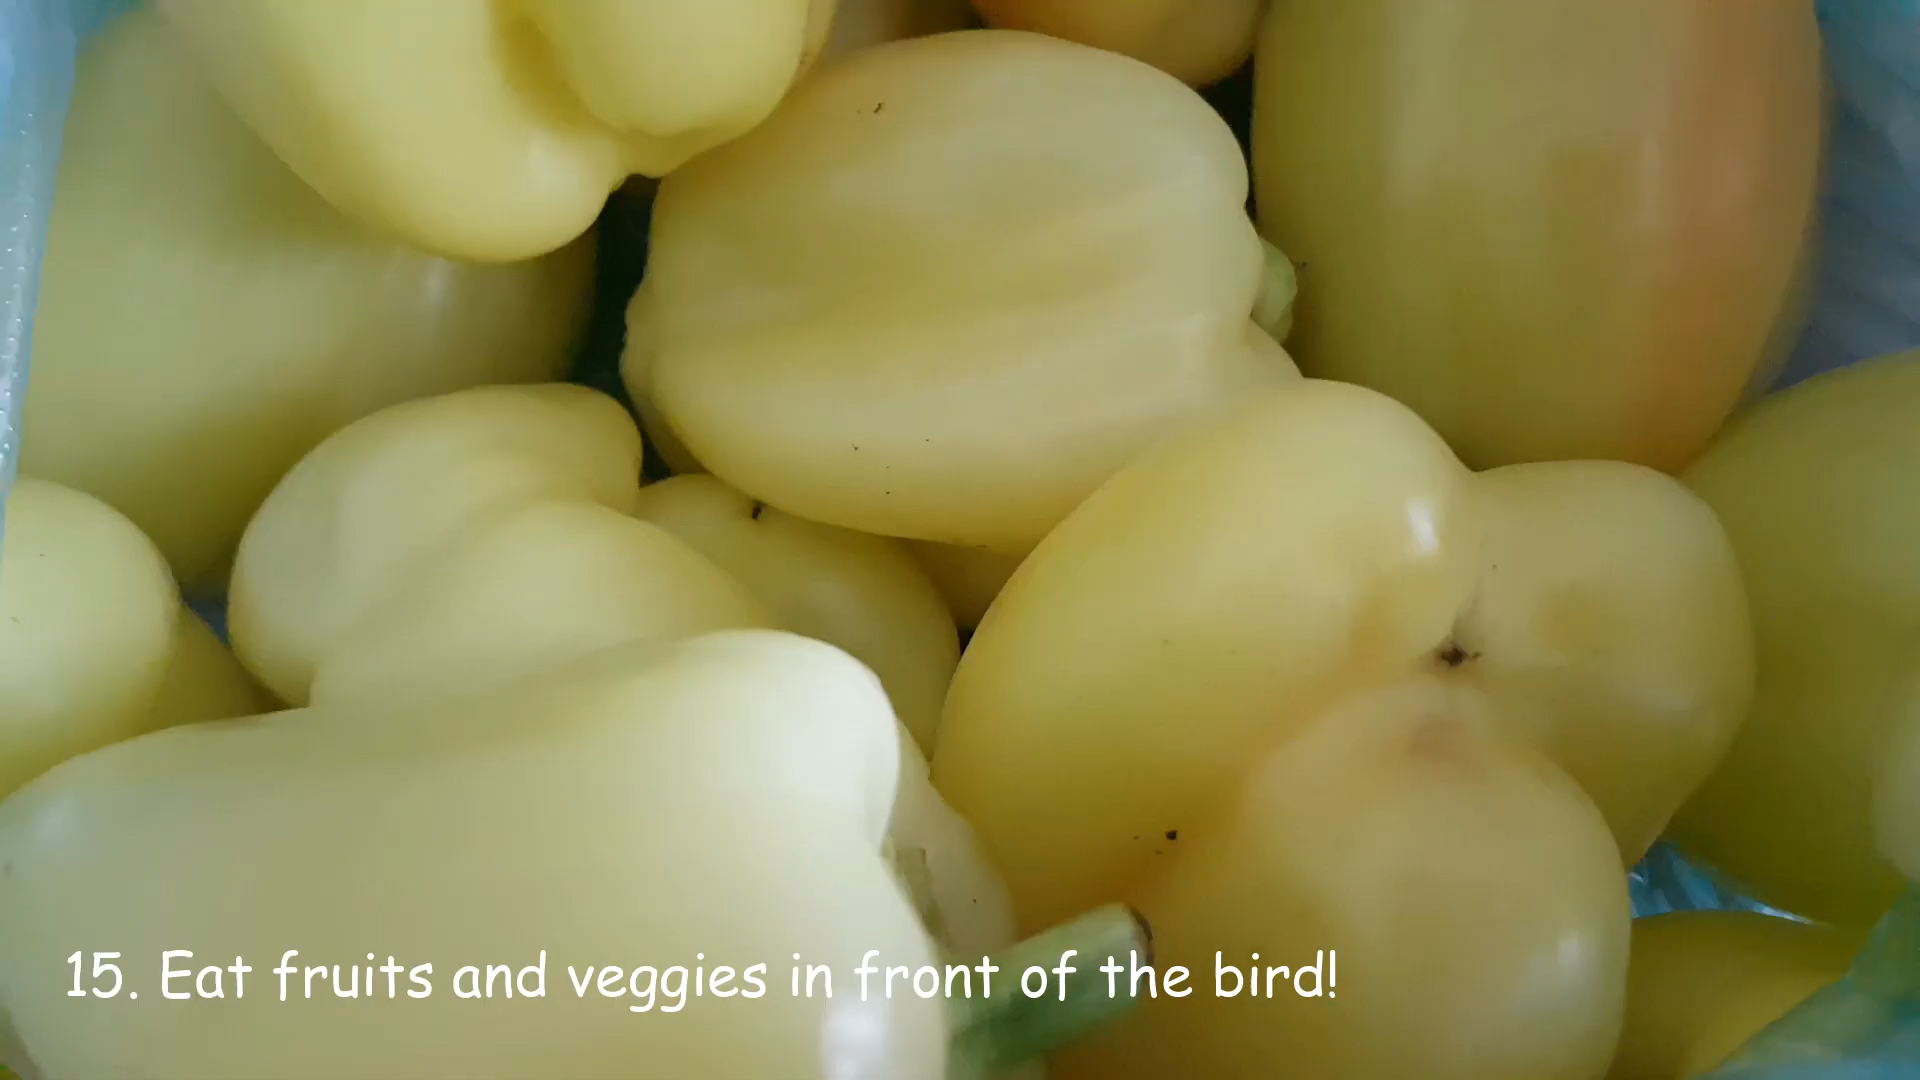 15. Eat fruits and veggies in front of the bird!